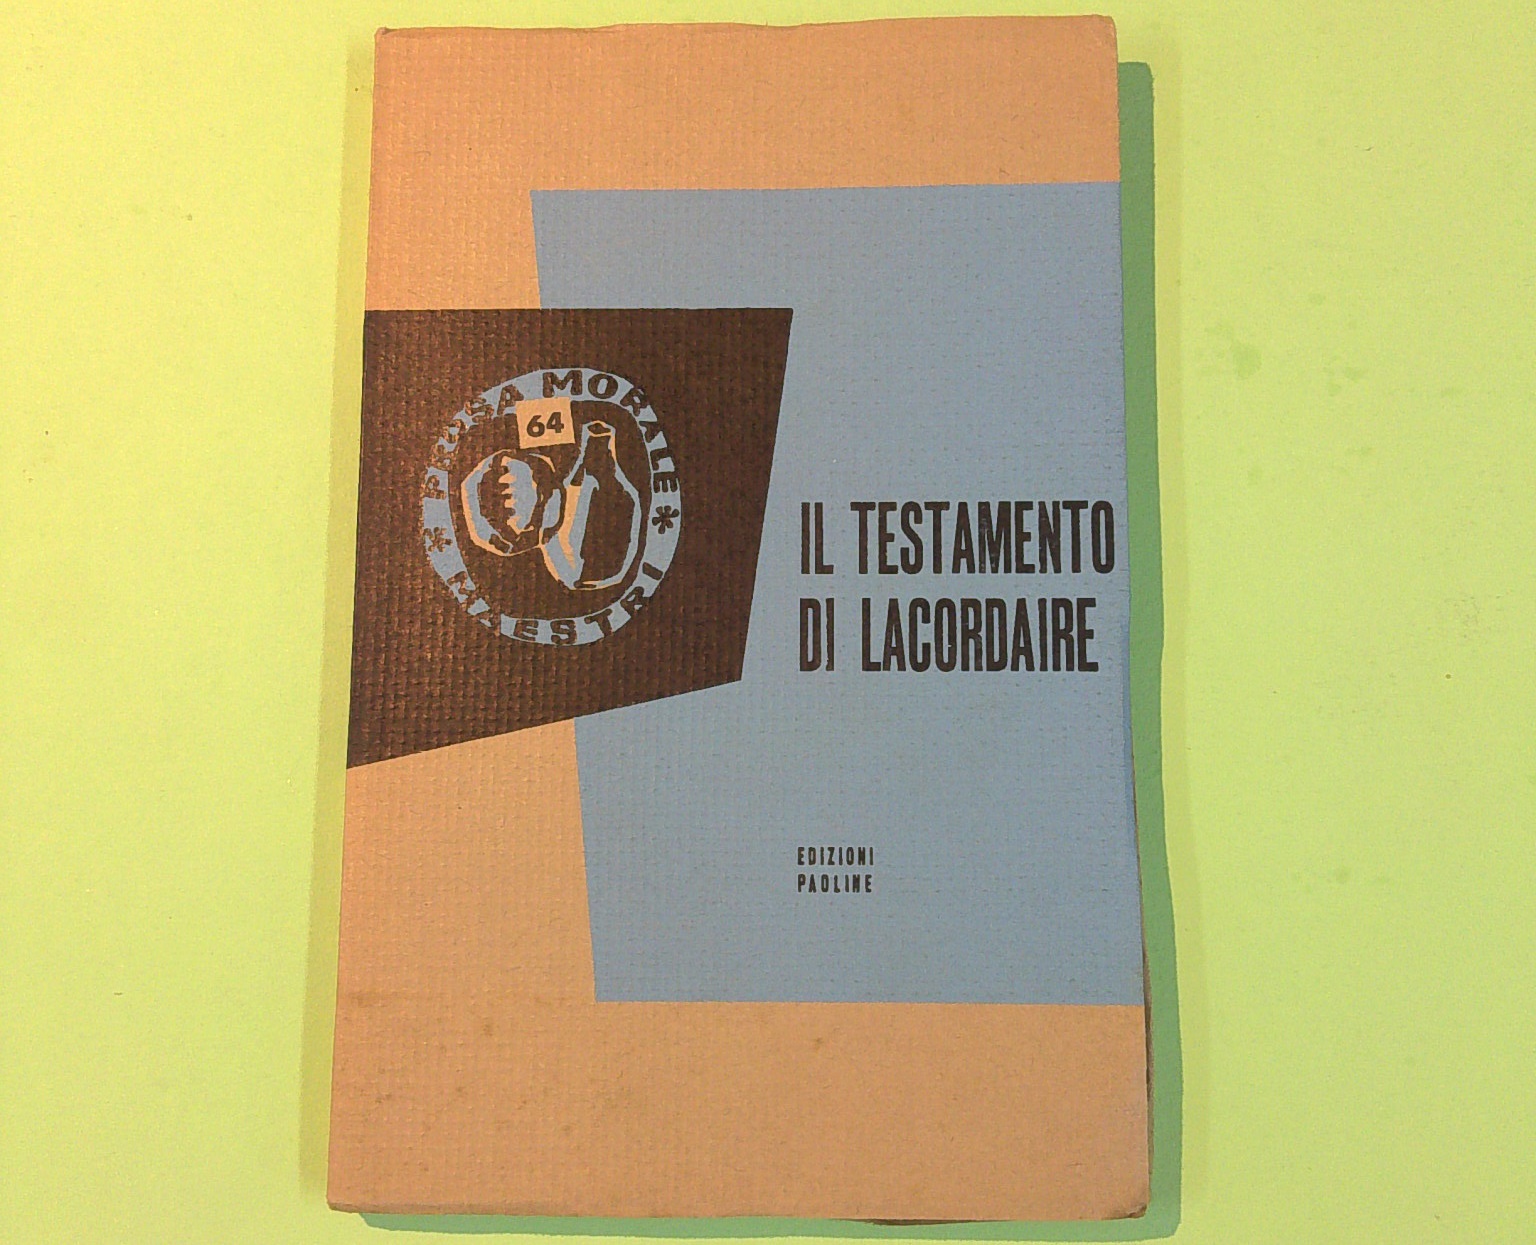 PROSA MORALE
64
* MAESTRI *
IL TESTAMENTO
DI LACORDAIRE
EDIZIONI
PAOLINE